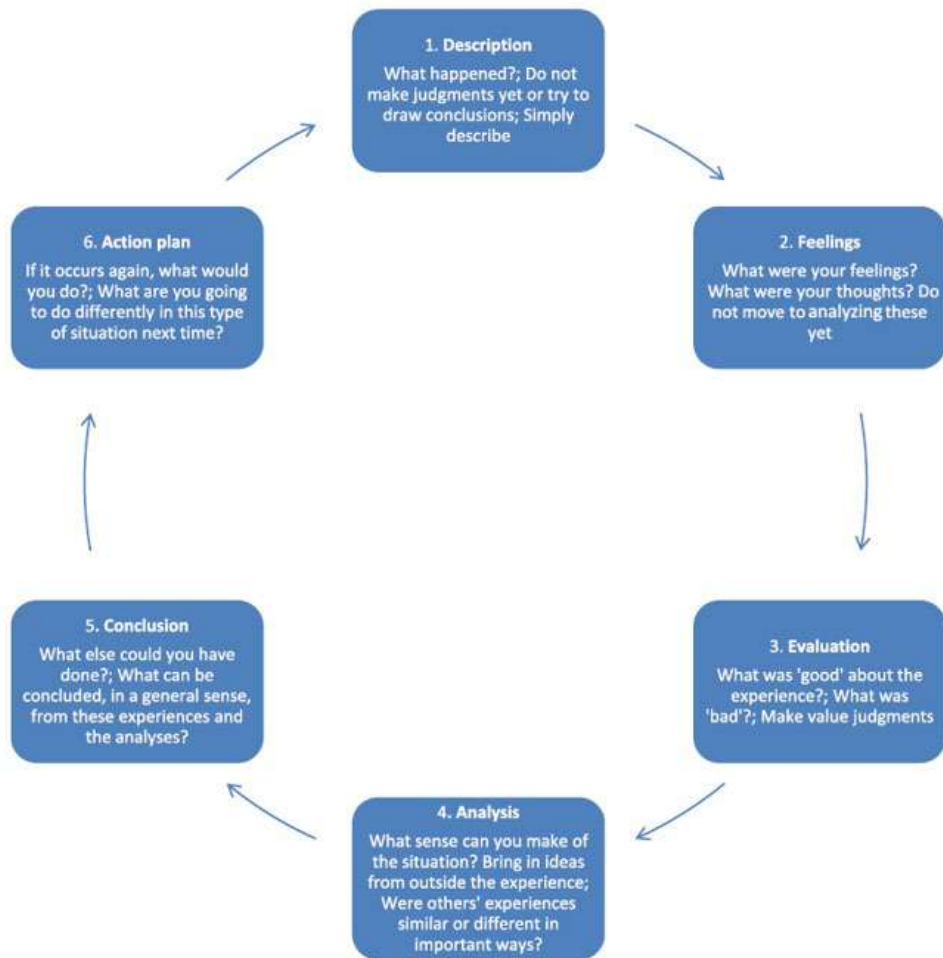 1. Description
What happened?; Do not
make judgments yet or try to
draw conclusions; Simply
describe
2. Feelings
What were your feelings?
What were your thoughts? Do
not move to analyzing these
yet
3. Evaluation
What was 'good' about the
experience?; What was
'bad'?; Make value judgments
4. Analysis
What sense can you make of
the situation? Bring in ideas
from outside the experience;
Were others' experiences
similar or different in
important ways?
5. Conclusion
What else could you have
done?; What can be
concluded, in a general sense,
from these experiences and
the analyses?
6. Action plan
If it occurs again, what would
you do?; What are you going
to do differently in this type
of situation next time?